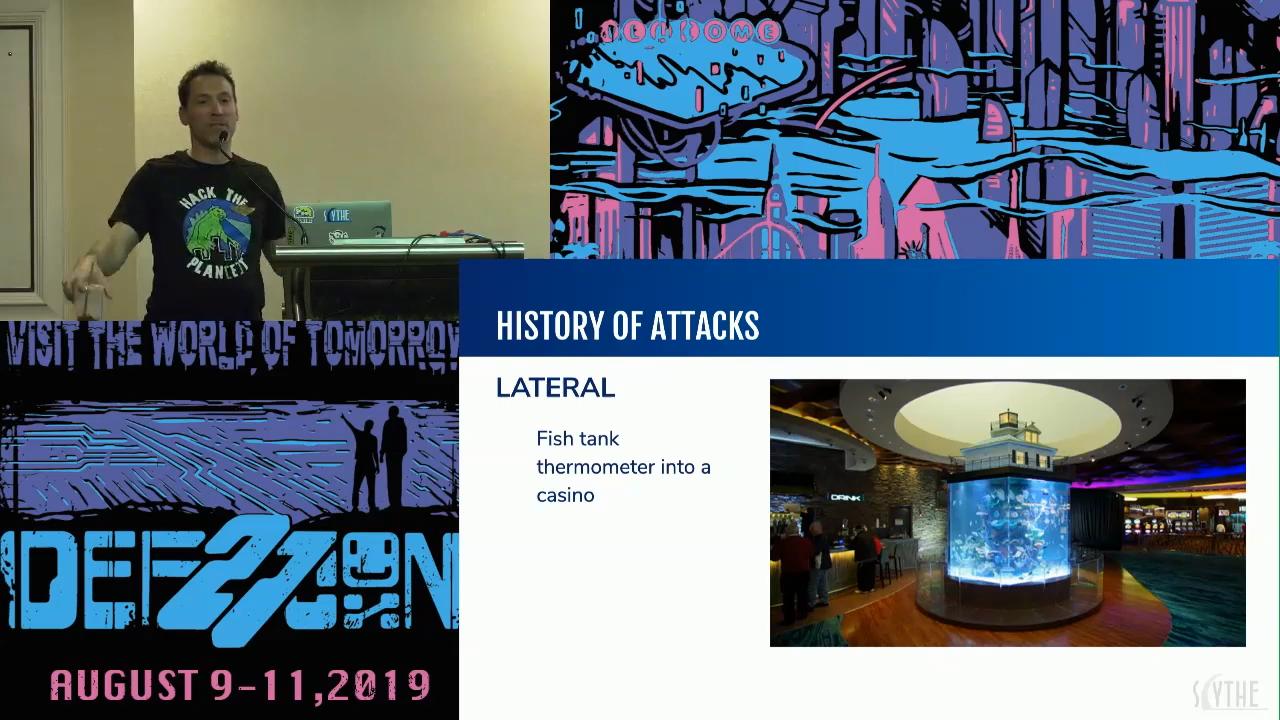 WELCOME
HACK THE
PLANET!
SCYTHE
VISIT THE WORLD OF TOMORROW
DEF CON
27
AUGUST 9-11,2019
HISTORY OF ATTACKS
LATERAL
Fish tank
thermometer into a
casino
DRINK
SCYTHE